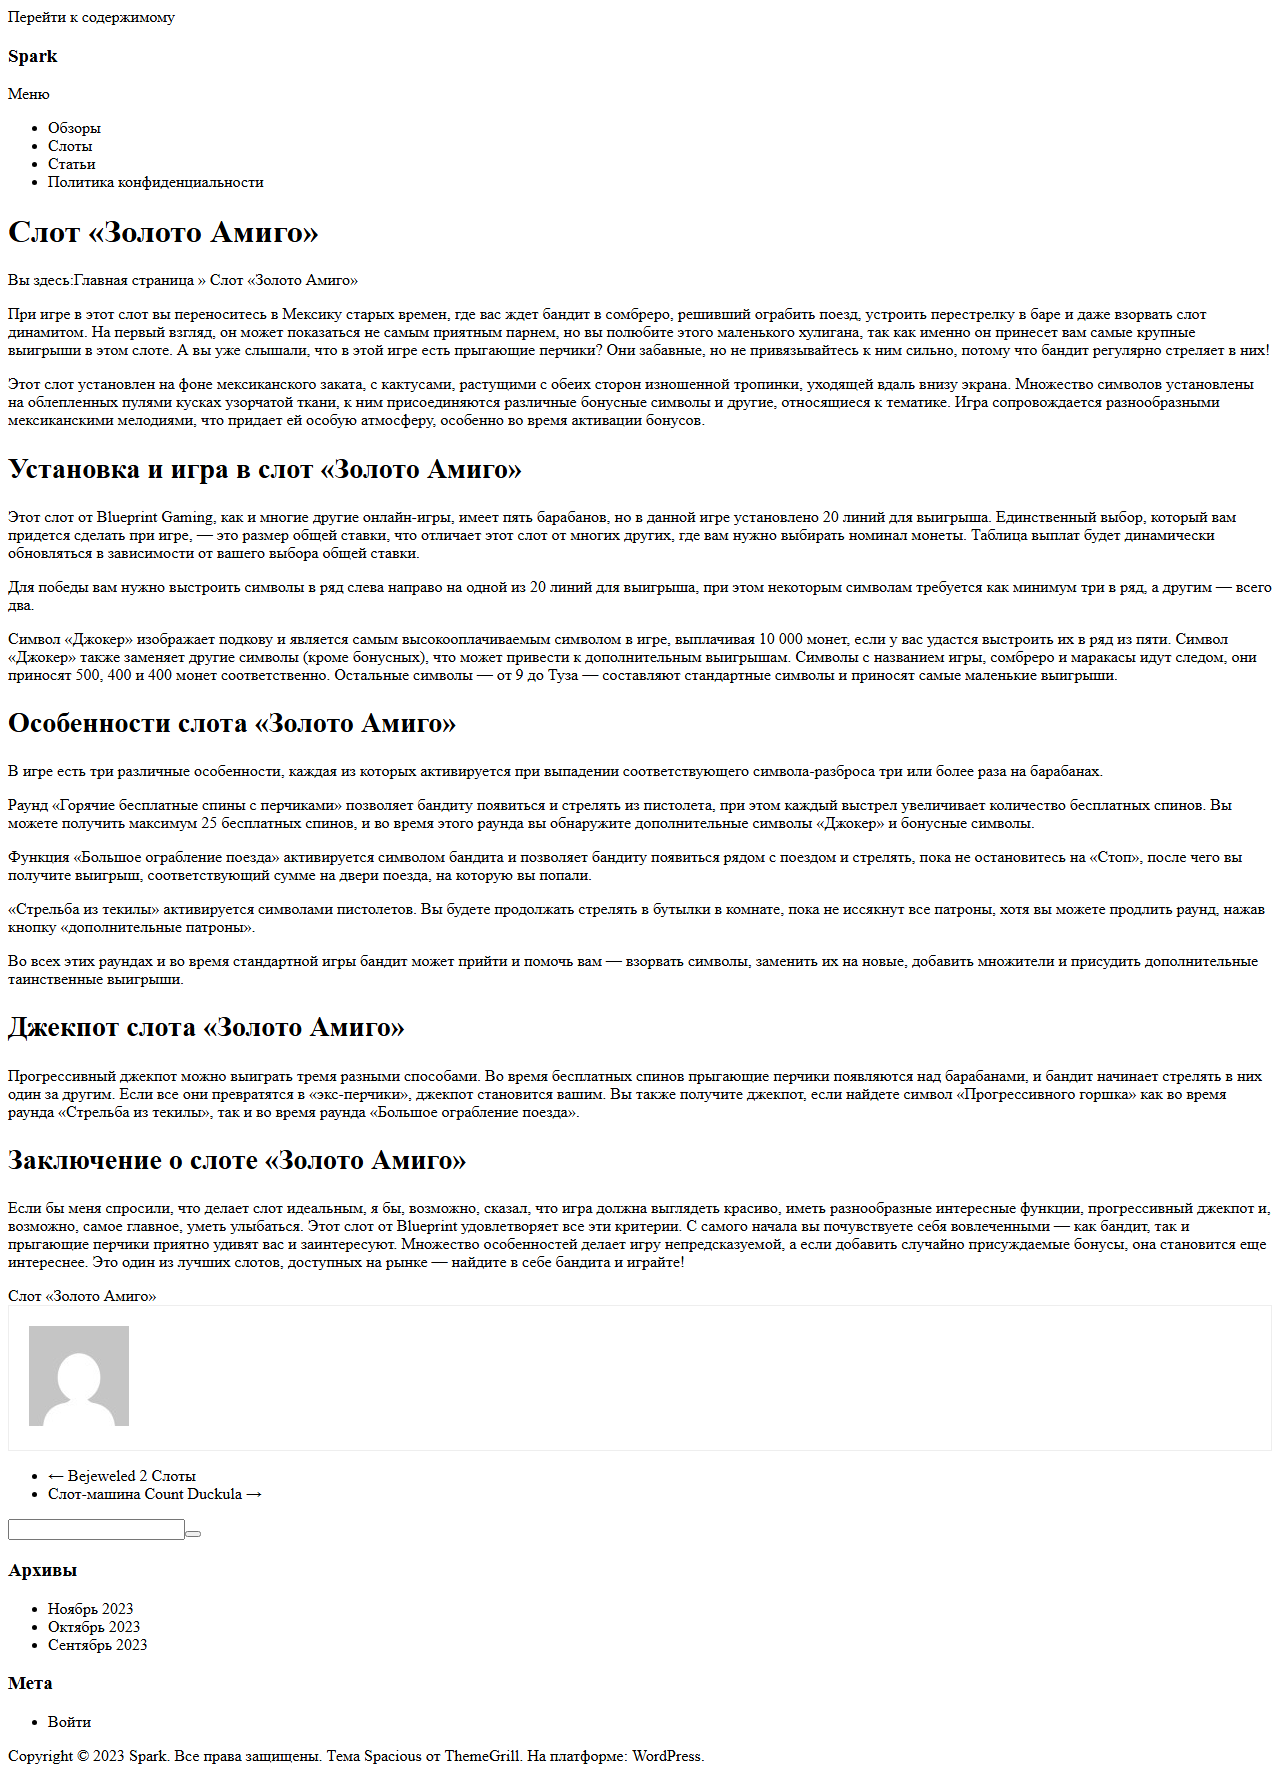 Перейти к содержимому
Spark
Меню
Обзоры
Слоты
Статьи
Политика конфиденциальности
Слот «Золото Амиго»
Вы здесь:Главная страница » Слот «Золото Амиго»
При игре в этот слот вы переноситесь в Мексику старых времен, где вас ждет бандит в сомбреро, решивший ограбить поезд, устроить перестрелку в баре и даже взорвать слот
динамитом. На первый взгляд, он может показаться не самым приятным парнем, но вы полюбите этого маленького хулигана, так как именно он принесет вам самые крупные
выигрыши в этом слоте. А вы уже слышали, что в этой игре есть прыгающие перчики? Они забавные, но не привязывайтесь к ним сильно, потому что бандит регулярно стреляет в них!
Этот слот установлен на фоне мексиканского заката, с кактусами, растущими с обеих сторон изношенной тропинки, уходящей вдаль внизу экрана. Множество символов установлены
на облепленных пулями кусках узорчатой ткани, к ним присоединяются различные бонусные символы и другие, относящиеся к тематике. Игра сопровождается разнообразными
мексиканскими мелодиями, что придает ей особую атмосферу, особенно во время активации бонусов.
Установка и игра в слот «Золото Амиго»
Этот слот от Blueprint Gaming, как и многие другие онлайн-игры, имеет пять барабанов, но в данной игре установлено 20 линий для выигрыша. Единственный выбор, который вам
придется сделать при игре, — это размер общей ставки, что отличает этот слот от многих других, где вам нужно выбирать номинал монеты. Таблица выплат будет динамически
обновляться в зависимости от вашего выбора общей ставки.
Для победы вам нужно выстроить символы в ряд слева направо на одной из 20 линий для выигрыша, при этом некоторым символам требуется как минимум три в ряд, а другим — всего
два.
Символ «Джокер» изображает подкову и является самым высокооплачиваемым символом в игре, выплачивая 10 000 монет, если у вас удастся выстроить их в ряд из пяти. Символ
«Джокер» также заменяет другие символы (кроме бонусных), что может привести к дополнительным выигрышам. Символы с названием игры, сомбреро и маракасы идут следом, они
приносят 500, 400 и 400 монет соответственно. Остальные символы — от 9 до Туза — составляют стандартные символы и приносят самые маленькие выигрыши.
Особенности слота «Золото Амиго»
В игре есть три различные особенности, каждая из которых активируется при выпадении соответствующего символа-разброса три или более раза на барабанах.
Раунд «Горячие бесплатные спины с перчиками» позволяет бандиту появиться и стрелять из пистолета, при этом каждый выстрел увеличивает количество бесплатных спинов. Вы
можете получить максимум 25 бесплатных спинов, и во время этого раунда вы обнаружите дополнительные символы «Джокер» и бонусные символы.
Функция «Большое ограбление поезда» активируется символом бандита и позволяет бандиту появиться рядом с поездом и стрелять, пока не остановитесь на «Стоп», после чего вы
получите выигрыш, соответствующий сумме на двери поезда, на которую вы попали.
«Стрельба из текилы» активируется символами пистолетов. Вы будете продолжать стрелять в бутылки в комнате, пока не иссякнут все патроны, хотя вы можете продлить раунд, нажав
кнопку «дополнительные патроны».
Во всех этих раундах и во время стандартной игры бандит может прийти и помочь вам — взорвать символы, заменить их на новые, добавить множители и присудить дополнительные
таинственные выигрыши.
Джекпот слота «Золото Амиго»
Прогрессивный джекпот можно выиграть тремя разными способами. Во время бесплатных спинов прыгающие перчики появляются над барабанами, и бандит начинает стрелять в них
один за другим. Если все они превратятся в «экс-перчики», джекпот становится вашим. Вы также получите джекпот, если найдете символ «Прогрессивного горшка» как во время
раунда «Стрельба из текилы», так и во время раунда «Большое ограбление поезда».
Заключение о слоте «Золото Амиго»
Если бы меня спросили, что делает слот идеальным, я бы, возможно, сказал, что игра должна выглядеть красиво, иметь разнообразные интересные функции, прогрессивный джекпот и,
возможно, самое главное, уметь улыбаться. Этот слот от Blueprint удовлетворяет все эти критерии. С самого начала вы почувствуете себя вовлеченными — как бандит, так и
прыгающие перчики приятно удивят вас и заинтересуют. Множество особенностей делает игру непредсказуемой, а если добавить случайно присуждаемые бонусы, она становится еще
интереснее. Это один из лучших слотов, доступных на рынке — найдите в себе бандита и играйте!
Слот «Золото Амиго»
← Bejeweled 2 Слоты
Слот-машина Count Duckula →
Архивы
Ноябрь 2023
Октябрь 2023
Сентябрь 2023
Мета
Войти
Copyright © 2023 Spark. Все права защищены. Тема Spacious от ThemeGrill. На платформе: WordPress.